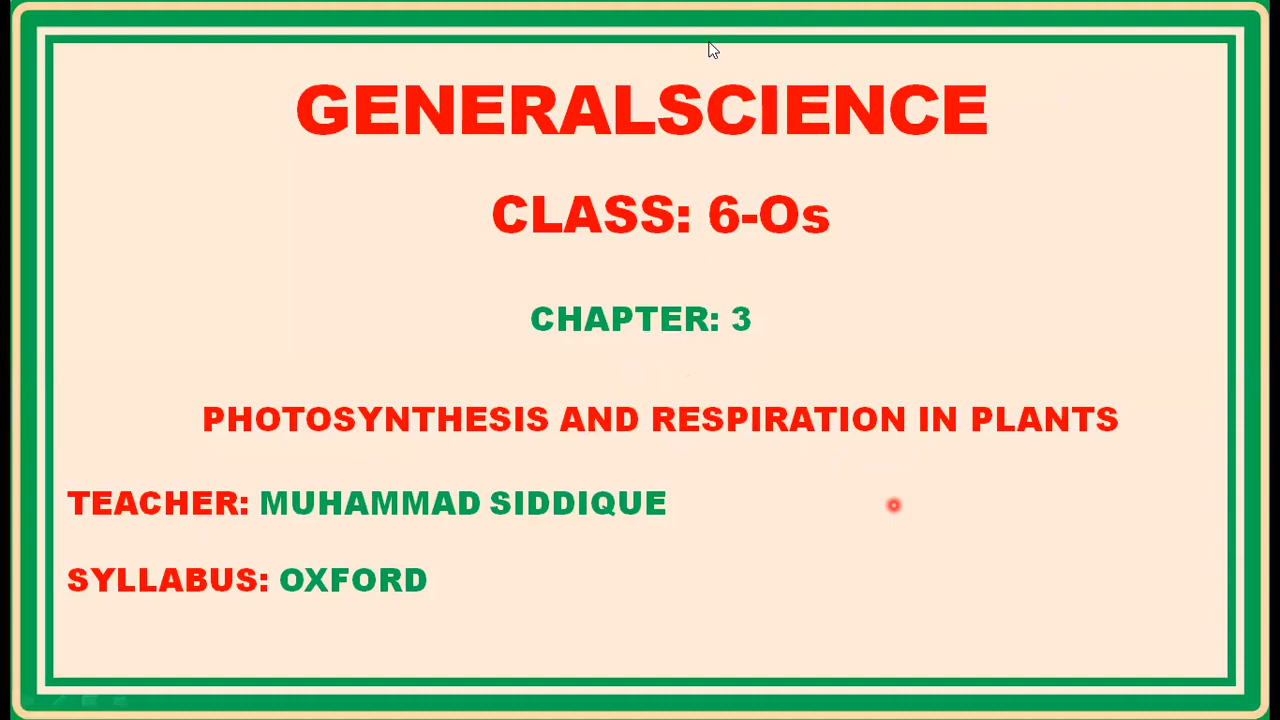 GENERALSCIENCE
CLASS: 6-Os
CHAPTER: 3
PHOTOSYNTHESIS AND RESPIRATION IN PLANTS
TEACHER: MUHAMMAD SIDDIQUE
SYLLABUS: OXFORD